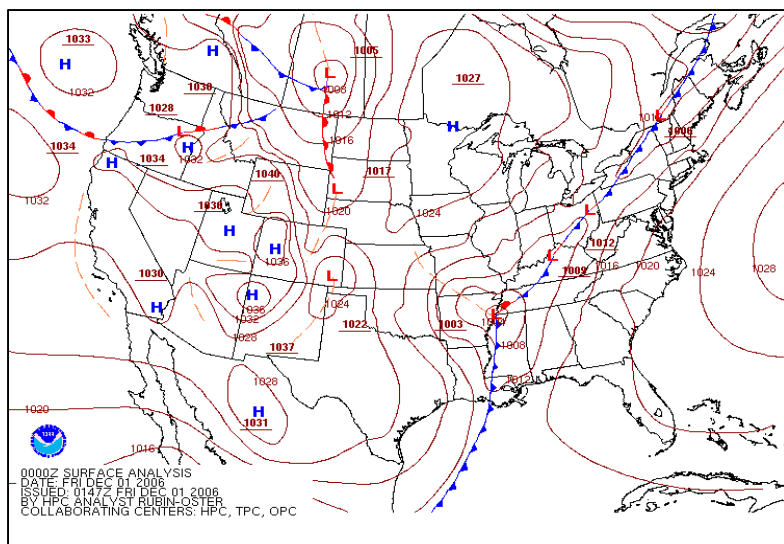 1033
H
H
1005
L
1008
1027
1032
1028
1030
1012
1016
H
1016
L
1006
1034
1034
H
L
H
1032
1032
1040
1017
L
1020
1024
1030
H
H
1036
L
1012
1016
1020
1024
1028
L
1009
1030
H
H
1036
1032
1028
L
1024
1022
1003
L
1004
1008
1037
1028
1012
1020
H
1031
1016
0000Z SURFACE ANALYSIS
DATE: FRI DEC 01 2006
ISSUED: 0147Z FRI DEC 01 2006
BY HPC ANALYST RUBIN-OSTER
COLLABORATING CENTERS: HPC, TPC, OPC